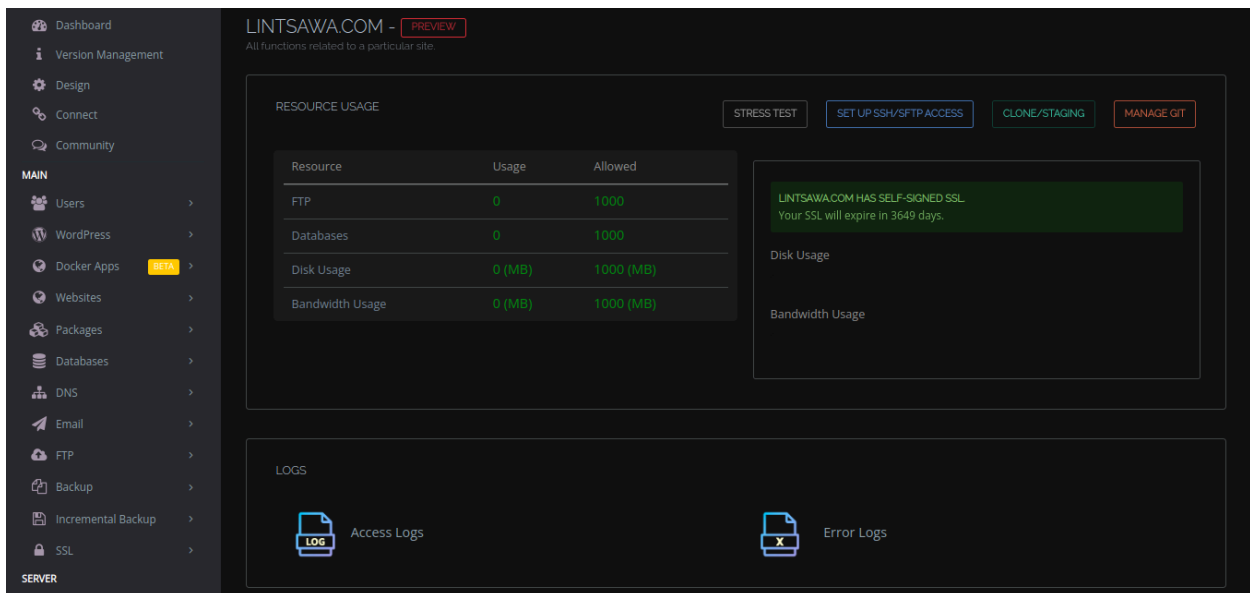 Dashboard
Version Management
Design
Connect
Community
MAIN
Users
WordPress
Docker Apps BETA
Websites
Packages
Databases
DNS
Email
FTP
Backup
Incremental Backup
SSL
SERVER
LINTSAWA.COM - PREVIEW
All functions related to a particular site.
RESOURCE USAGE
STRESS TEST SET UP SSH/SFTP ACCESS CLONE/STAGING MANAGE GIT
Resource Usage Allowed
FTP 0 1000
Databases 0 1000
Disk Usage 0 (MB) 1000 (MB)
Bandwidth Usage 0 (MB) 1000 (MB)
LINTSAWA.COM HAS SELF-SIGNED SSL.
Your SSL will expire in 3649 days.
Disk Usage
Bandwidth Usage
LOGS
LOG Access Logs
X Error Logs